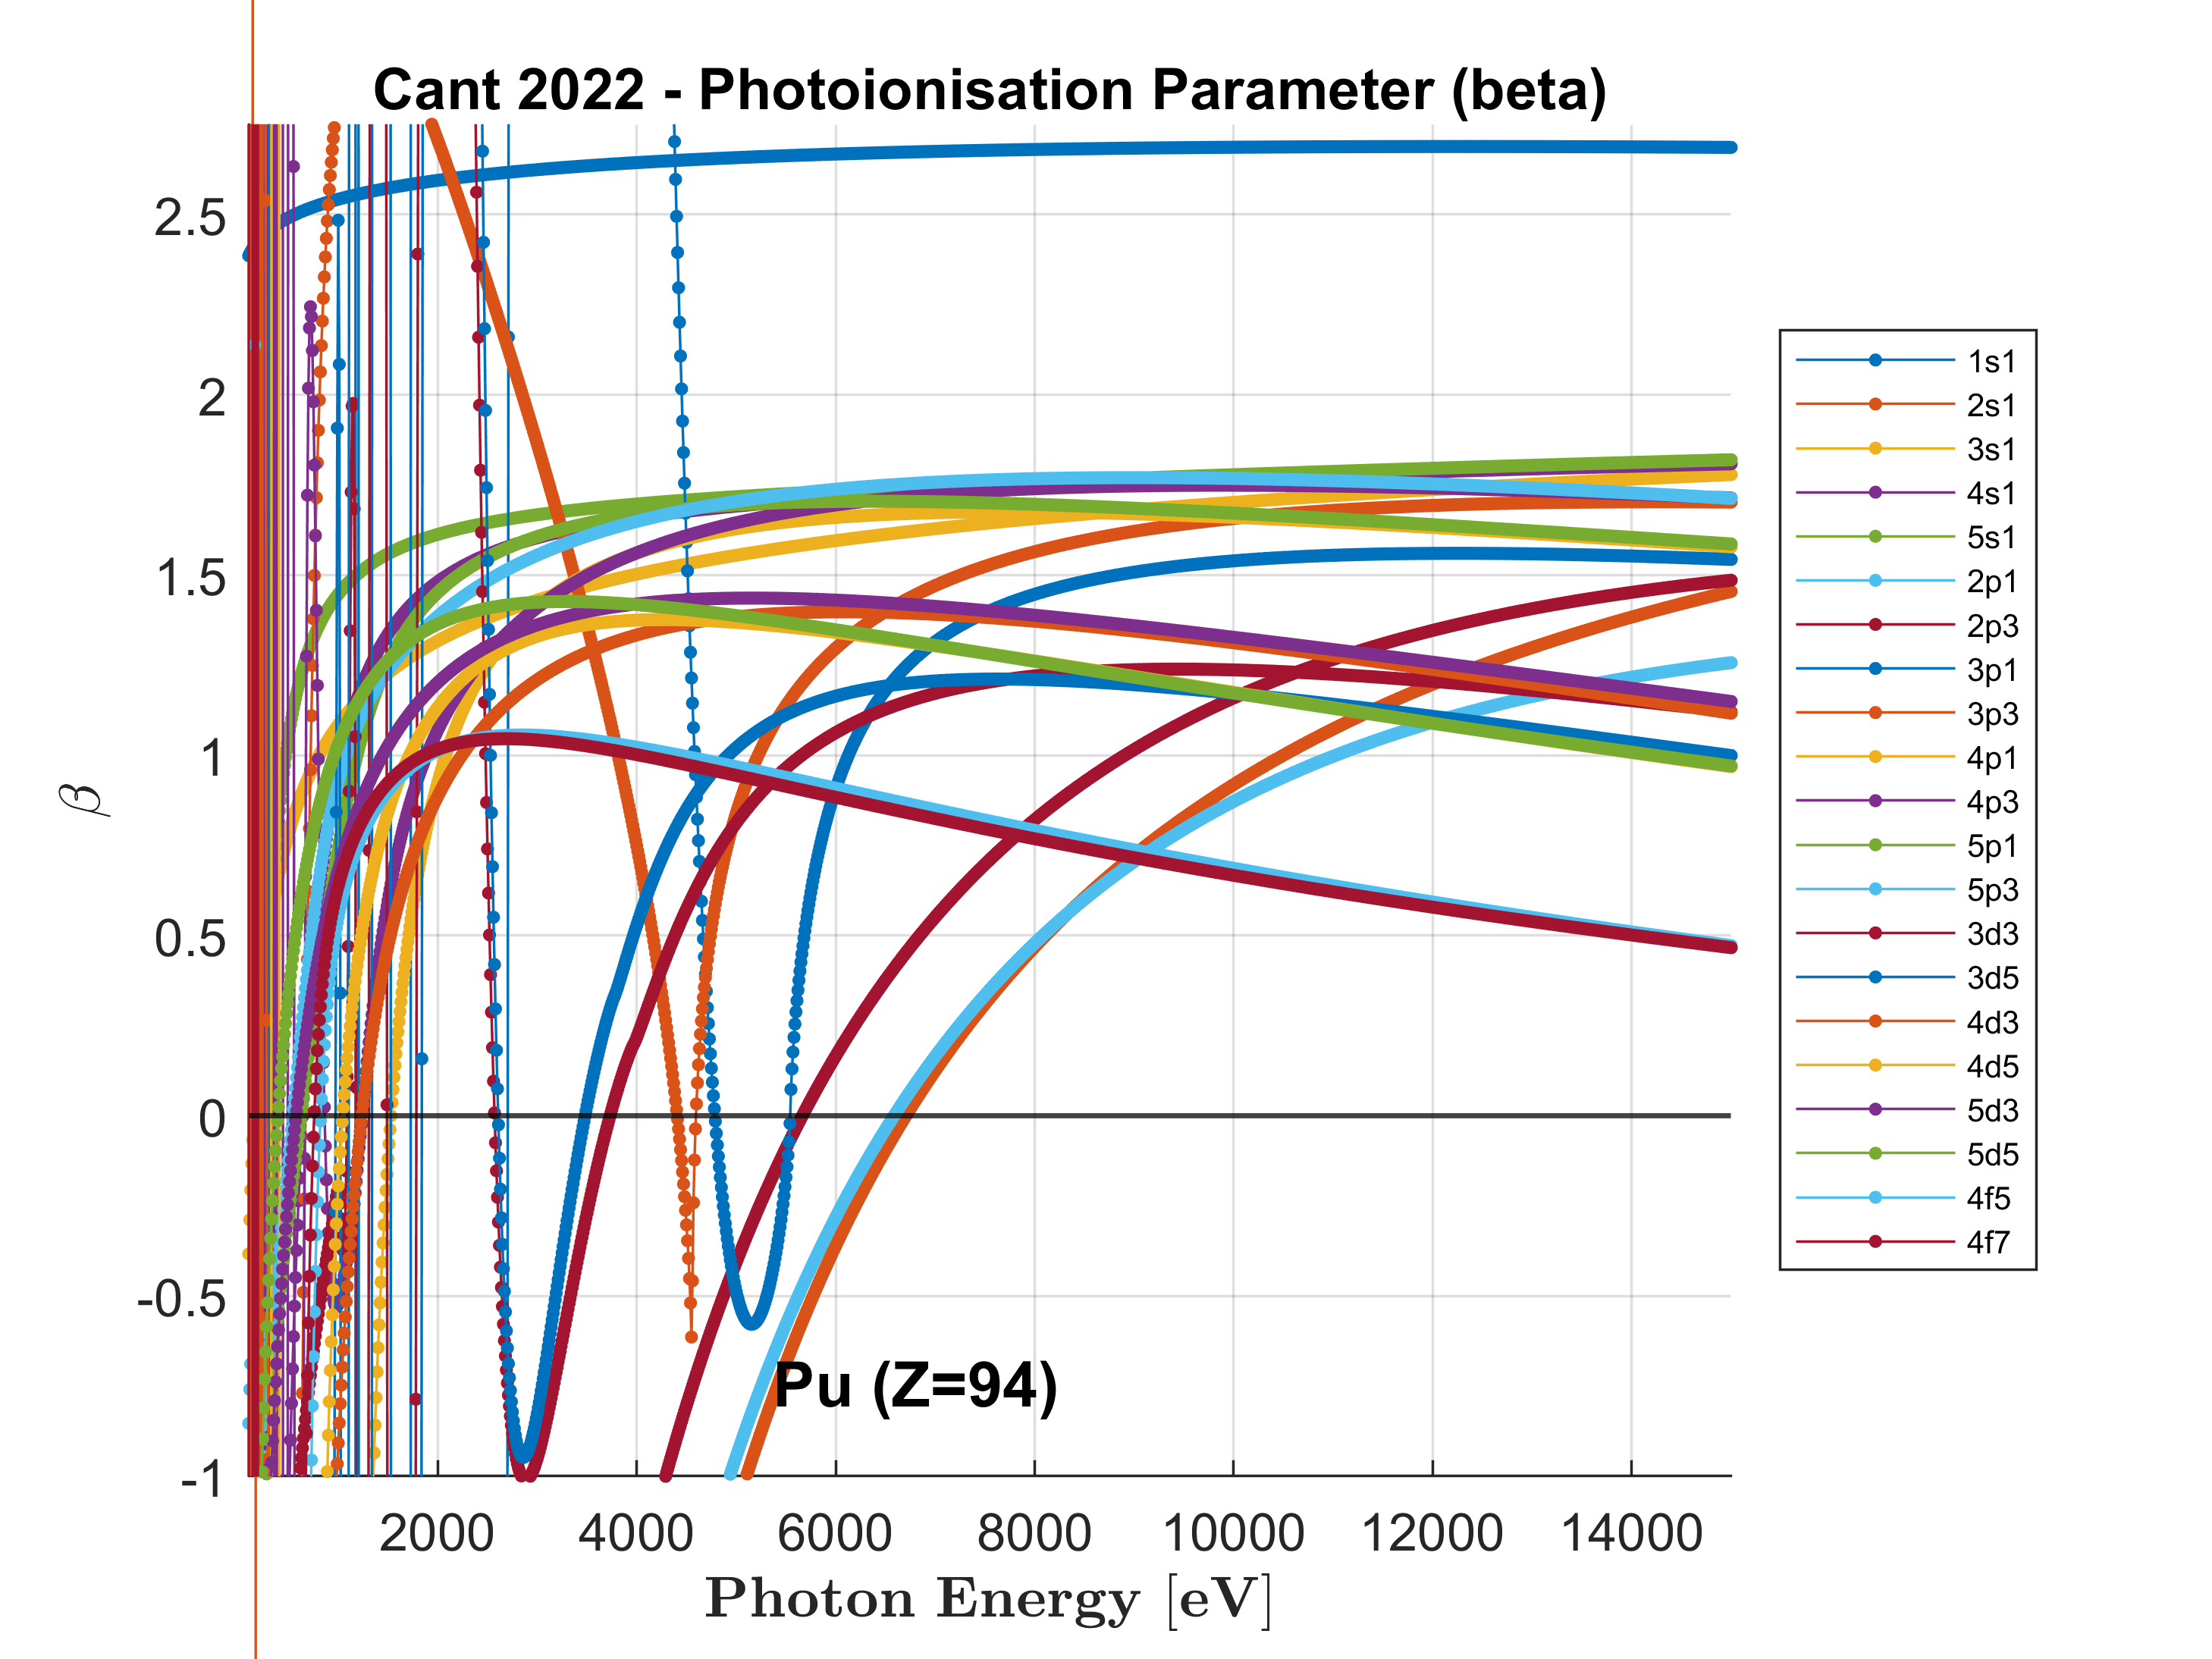 Cant 2022 - Photoionisation Parameter (beta)
2.5
2
1.5
1
0.5
0
-0.5
-1
β
2000 4000 6000 8000 10000 12000 14000
Photon Energy [eV]
Pu (Z=94)
1s1
2s1
3s1
4s1
5s1
2p1
2p3
3p1
3p3
4p1
4p3
5p1
5p3
3d3
3d5
4d3
4d5
5d3
5d5
4f5
4f7